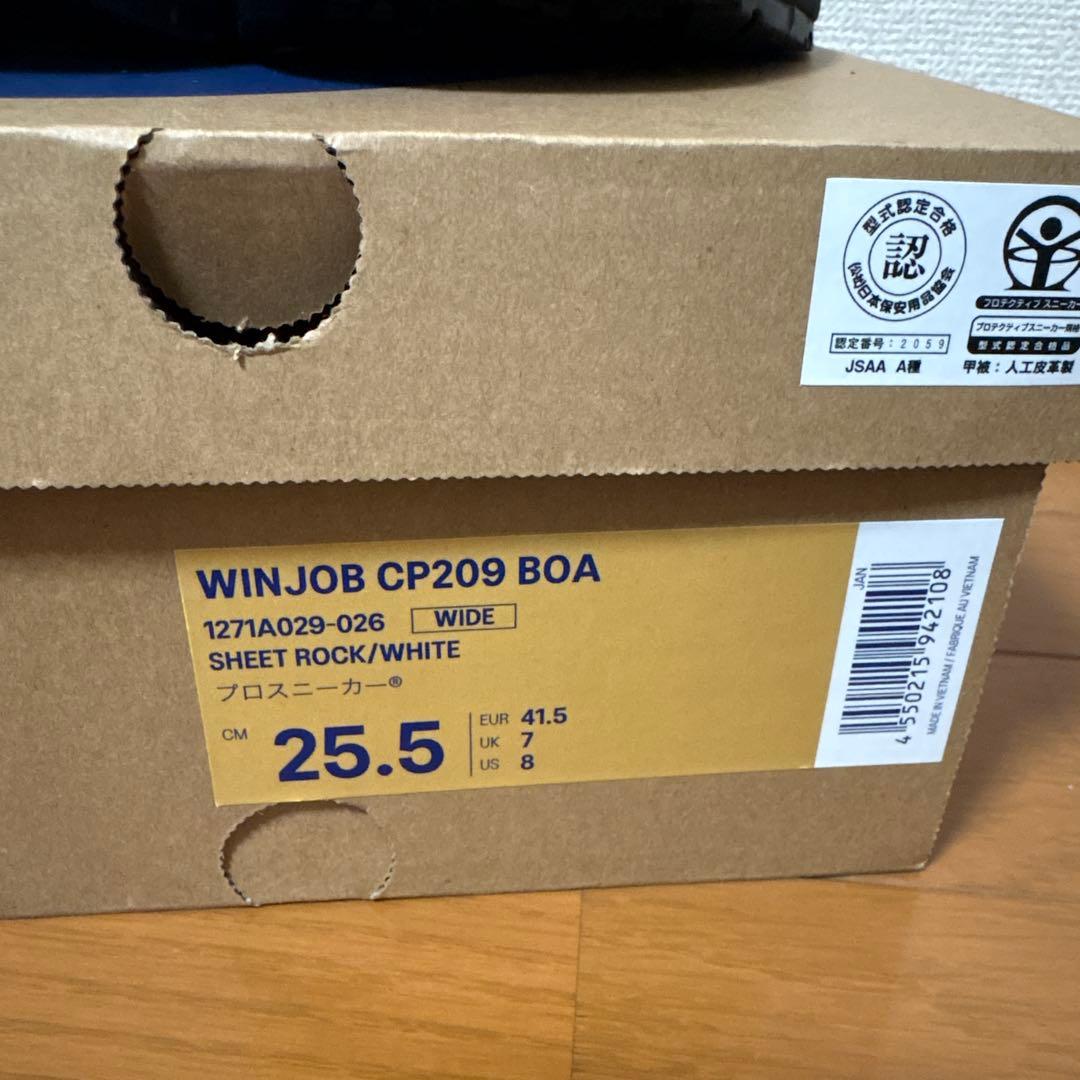 型式認定合格
認
(公社)日本保安用品協会
認定番号:2059
JSAA A種
プロテクティブスニーカー
プロテクティブスニーカー規格
型式認定合格品
甲被:人工皮革製
WINJOB CP209 BOA
1271A029-026 WIDE
SHEET ROCK/WHITE
プロスニーカー®
CM 25.5
EUR 41.5
UK 7
US 8
JAN
4 550215 942108
MADE IN VIETNAM / FABRIQUE AU VIETNAM